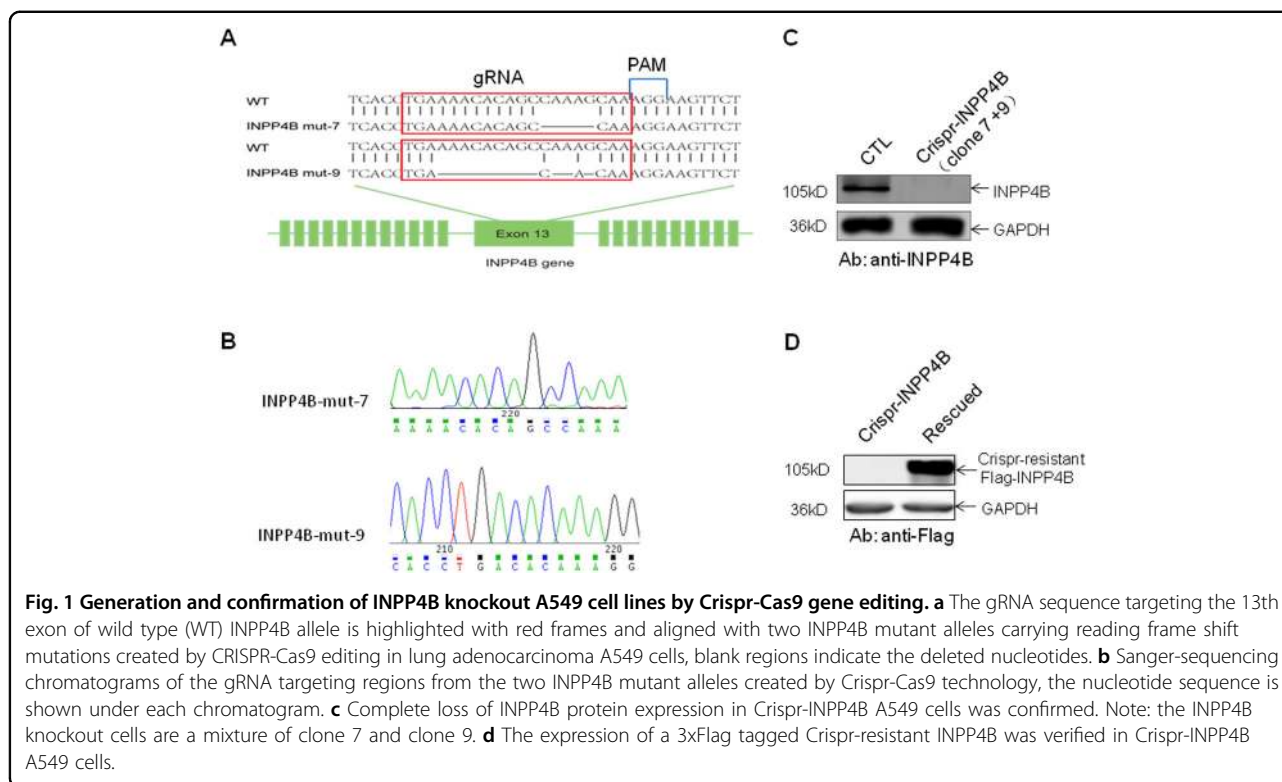 A
gRNA
PAM
WT
TCACCTGAAAACACAGCCAAAGCAAAGGAAGTTCT
INPP4B mut-7
TCACCTGAAAACACAGC CAAAGGAAGTTCT
WT
TCACCTGAAAACACAGCCAAAGCAAAGGAAGTTCT
INPP4B mut-9
TCACCTGA C A CAAAGGAAGTTCT
Exon 13
INPP4B gene
B
INPP4B-mut-7
220
A A A A C A C A G C C A A A
INPP4B-mut-9
210 220
C A C C T G A C A C A A A G G
C
CTL
Crispr-INPP4B
(clone 7+9)
105kD
INPP4B
36kD
GAPDH
Ab: anti-INPP4B
D
Crispr-INPP4B
Rescued
105kD
Crispr-resistant
Flag-INPP4B
36kD
GAPDH
Ab: anti-Flag
Fig. 1 Generation and confirmation of INPP4B knockout A549 cell lines by Crispr-Cas9 gene editing. a The gRNA sequence targeting the 13th
exon of wild type (WT) INPP4B allele is highlighted with red frames and aligned with two INPP4B mutant alleles carrying reading frame shift
mutations created by CRISPR-Cas9 editing in lung adenocarcinoma A549 cells, blank regions indicate the deleted nucleotides. b Sanger-sequencing
chromatograms of the gRNA targeting regions from the two INPP4B mutant alleles created by Crispr-Cas9 technology, the nucleotide sequence is
shown under each chromatogram. c Complete loss of INPP4B protein expression in Crispr-INPP4B A549 cells was confirmed. Note: the INPP4B
knockout cells are a mixture of clone 7 and clone 9. d The expression of a 3xFlag tagged Crispr-resistant INPP4B was verified in Crispr-INPP4B
A549 cells.